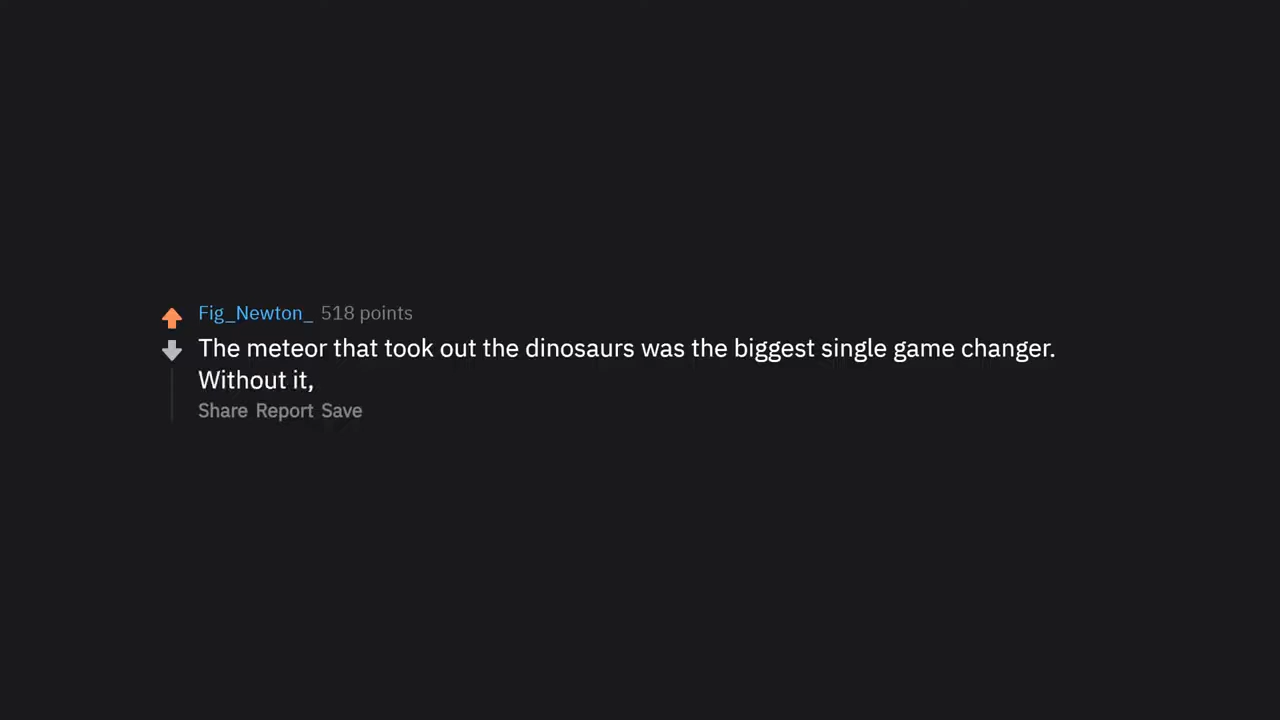 Fig_Newton_ 518 points
The meteor that took out the dinosaurs was the biggest single game changer.
Without it,
Share Report Save